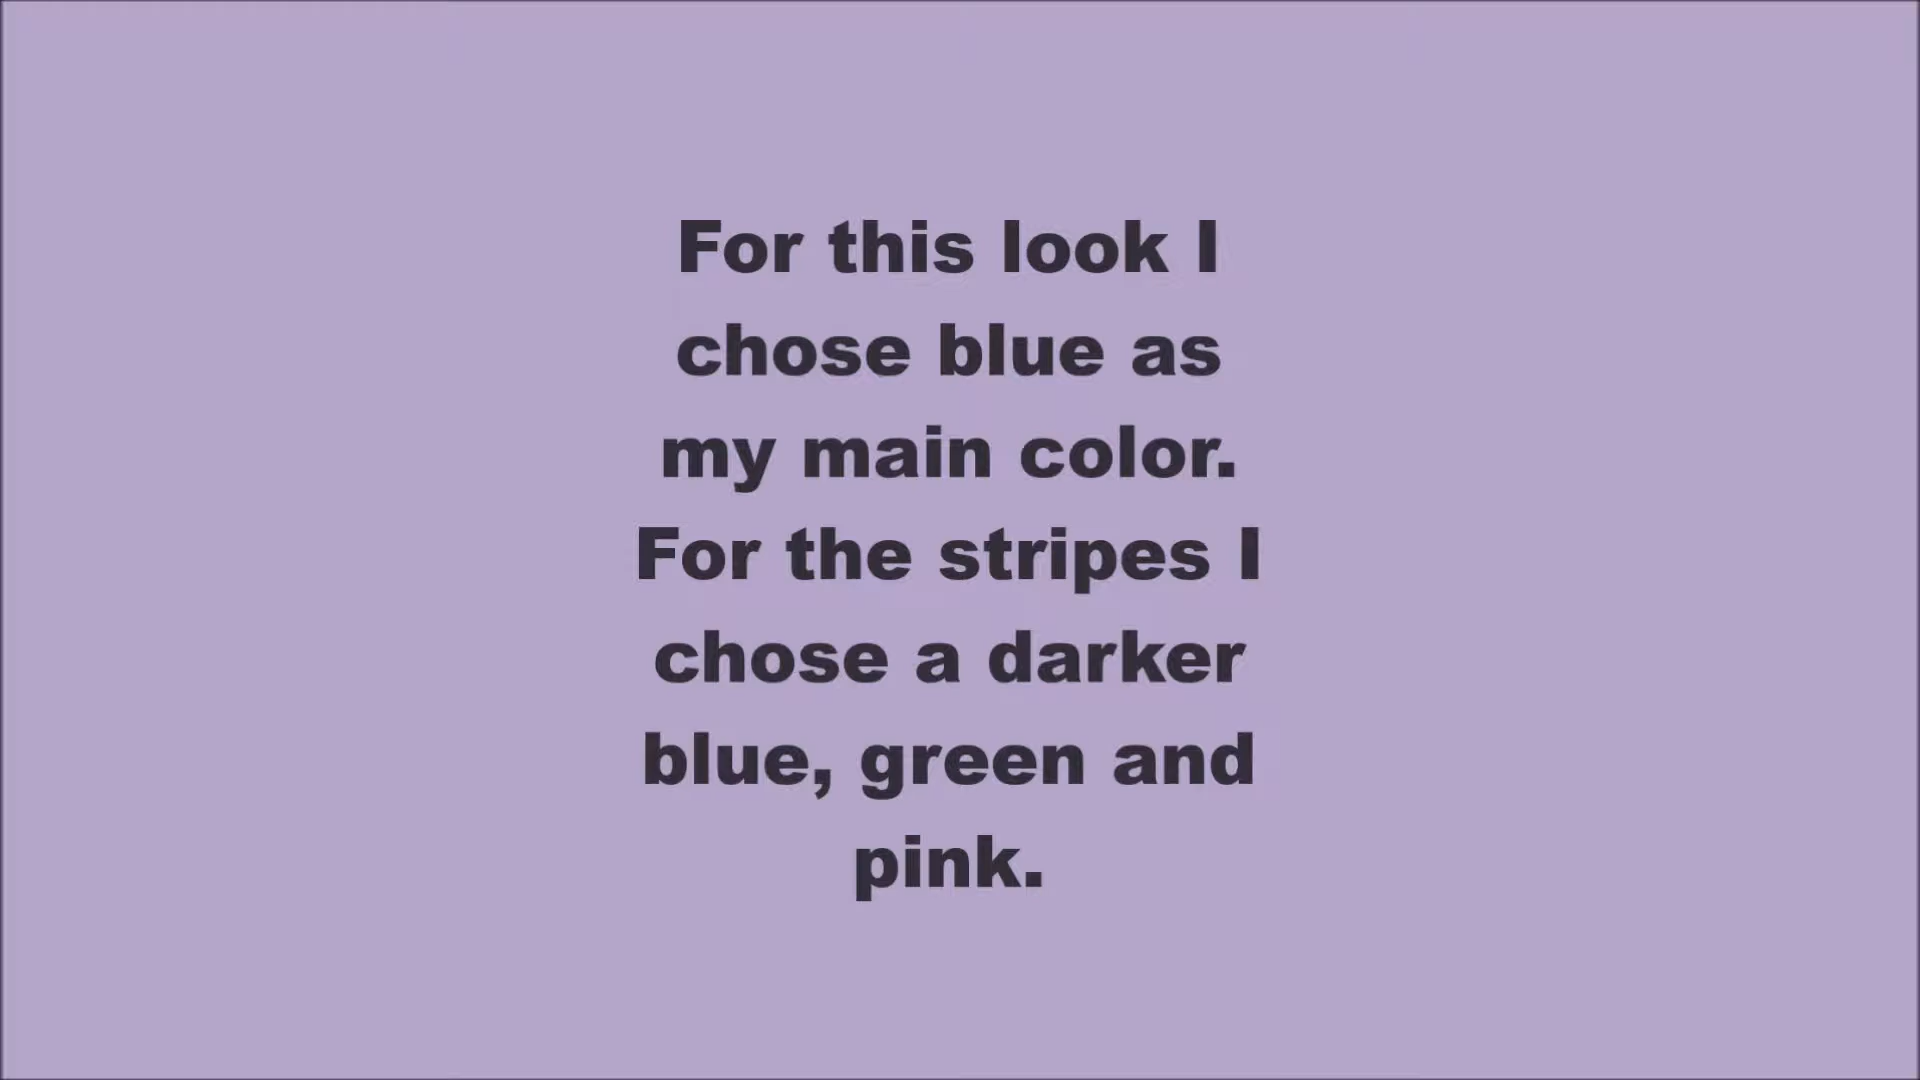 For this look I
chose blue as
my main color.
For the stripes I
chose a darker
blue, green and
pink.